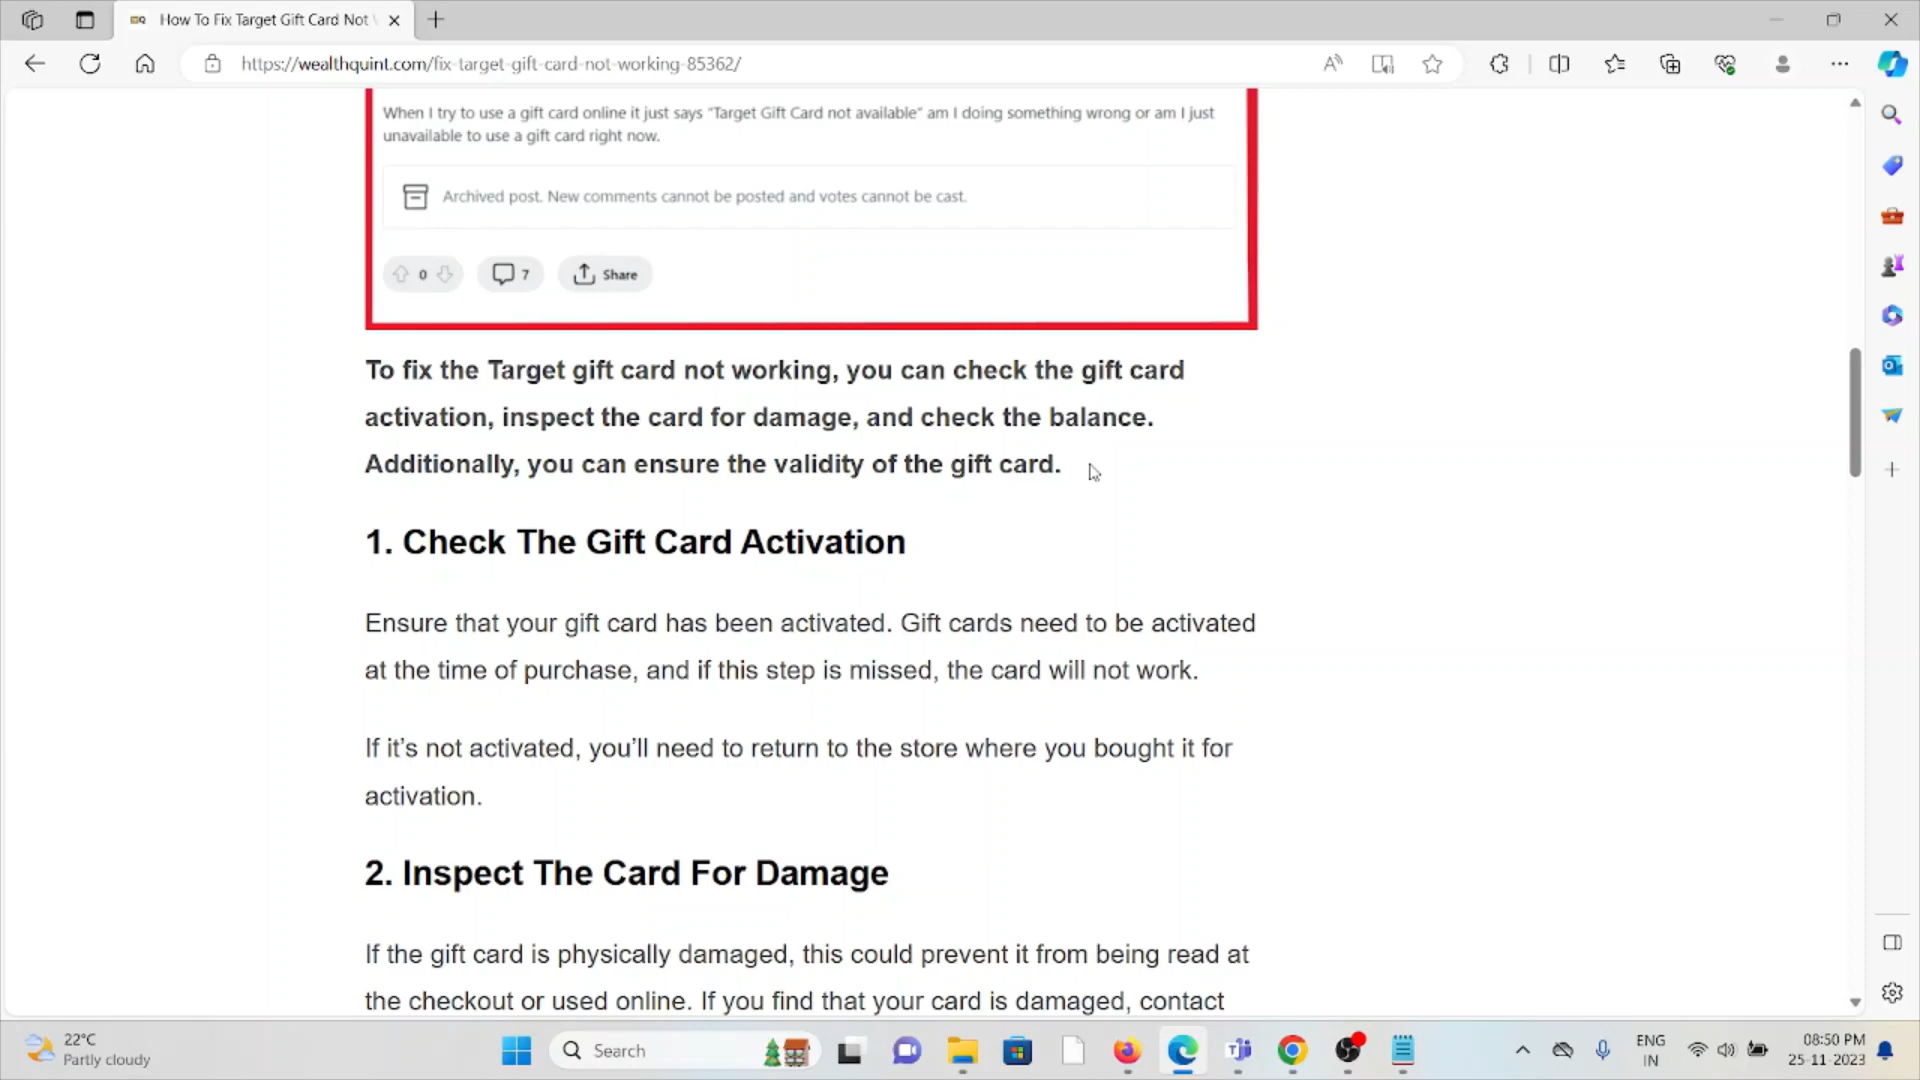 How To Fix Target Gift Card Not
https://wealthquint.com/fix-target-gift-card-not-working-85362/
When I try to use a gift card online it just says “Target Gift Card not available” am I doing something wrong or am I just
unavailable to use a gift card right now.
Archived post. New comments cannot be posted and votes cannot be cast.
0
7
Share
To fix the Target gift card not working, you can check the gift card
activation, inspect the card for damage, and check the balance.
Additionally, you can ensure the validity of the gift card.
1. Check The Gift Card Activation
Ensure that your gift card has been activated. Gift cards need to be activated
at the time of purchase, and if this step is missed, the card will not work.
If it’s not activated, you’ll need to return to the store where you bought it for
activation.
2. Inspect The Card For Damage
If the gift card is physically damaged, this could prevent it from being read at
the checkout or used online. If you find that your card is damaged, contact
22°C
Partly cloudy
Search
ENG
IN
08:50 PM
25-11-2023